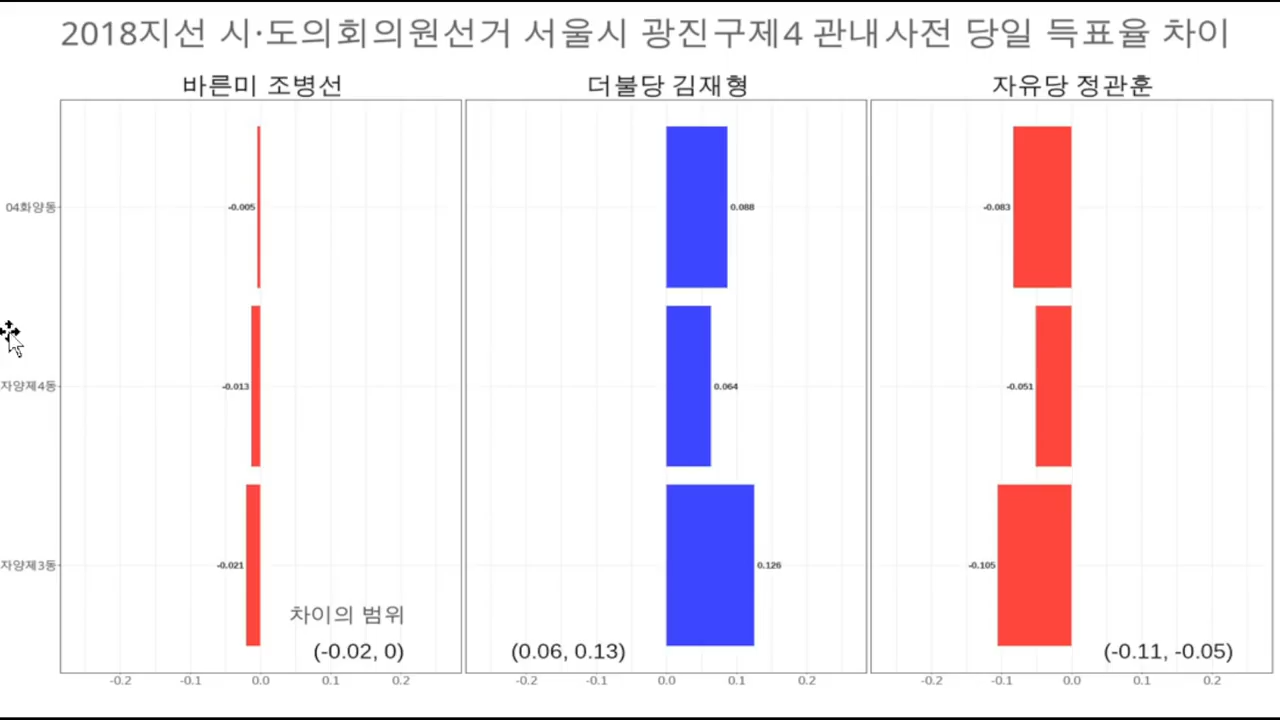 2018지선 시·도의회의원선거 서울시 광진구제4 관내사전 당일 득표율 차이
바른미 조병선
더불당 김재형
자유당 정관훈
04화양동
-0.005
0.088
-0.083
자양제4동
-0.013
0.064
-0.051
자양제3동
-0.021
0.126
-0.105
차이의 범위
(-0.02, 0)
(0.06, 0.13)
(-0.11, -0.05)
-0.2 -0.1 0.0 0.1 0.2
-0.2 -0.1 0.0 0.1 0.2
-0.2 -0.1 0.0 0.1 0.2